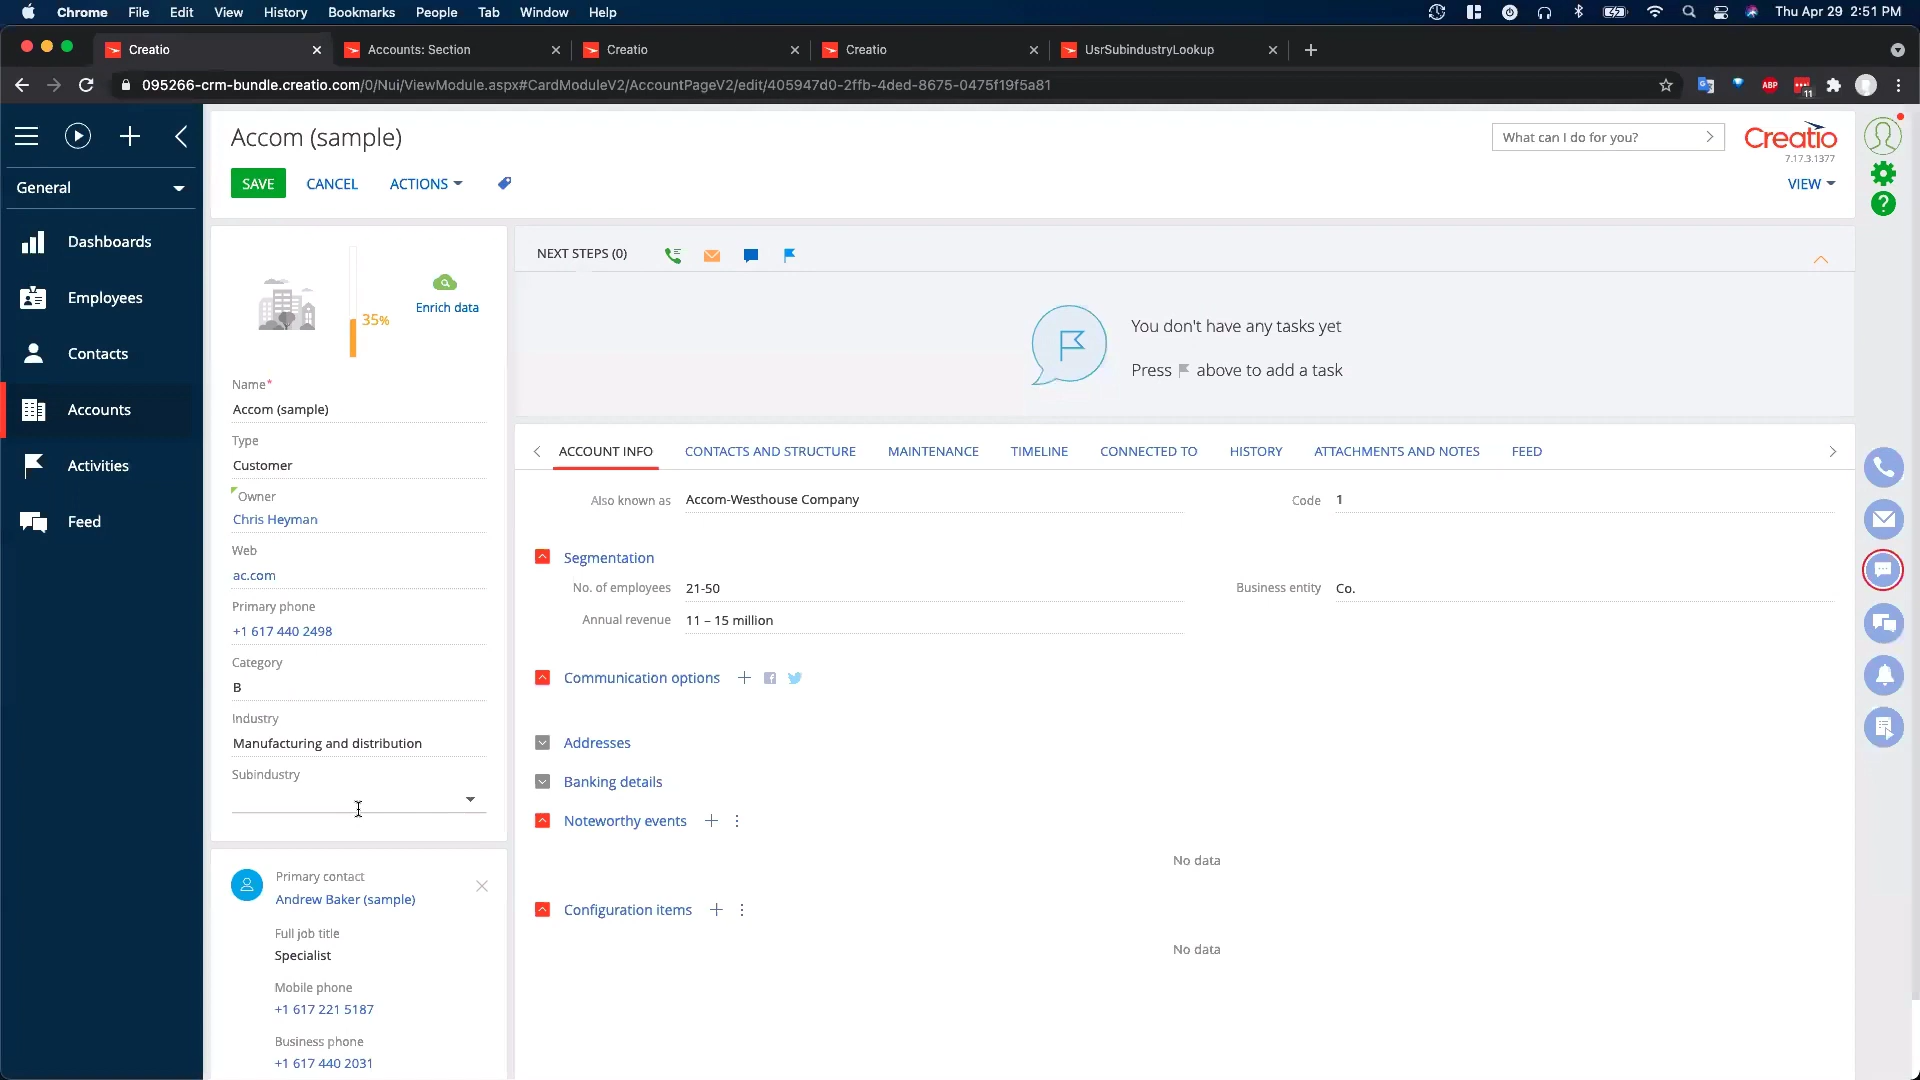 Chrome File Edit View History Bookmarks People Tab Window Help Thu Apr 29 2:51 PM
Creatio Accounts: Section Creatio Creatio UsrSubindustryLookup
095266-crm-bundle.creatio.com/0/Nui/ViewModule.aspx#CardModuleV2/AccountPageV2/edit/405947d0-2ffb-4ded-8675-0475f19f5a81
ABP
11
General
Dashboards
Employees
Contacts
Accounts
Activities
Feed
Accom (sample)
What can I do for you?
Creatio
7.17.3.1377
SAVE CANCEL ACTIONS VIEW
35%
Enrich data
Name*
Accom (sample)
Type
Customer
Owner
Chris Heyman
Web
ac.com
Primary phone
+1 617 440 2498
Category
B
Industry
Manufacturing and distribution
Subindustry
Primary contact
Andrew Baker (sample)
Full job title
Specialist
Mobile phone
+1 617 221 5187
Business phone
+1 617 440 2031
NEXT STEPS (0)
You don't have any tasks yet
Press above to add a task
ACCOUNT INFO CONTACTS AND STRUCTURE MAINTENANCE TIMELINE CONNECTED TO HISTORY ATTACHMENTS AND NOTES FEED
Also known as Accom-Westhouse Company Code 1
Segmentation
No. of employees 21-50 Business entity Co.
Annual revenue 11 – 15 million
Communication options
Addresses
Banking details
Noteworthy events
No data
Configuration items
No data